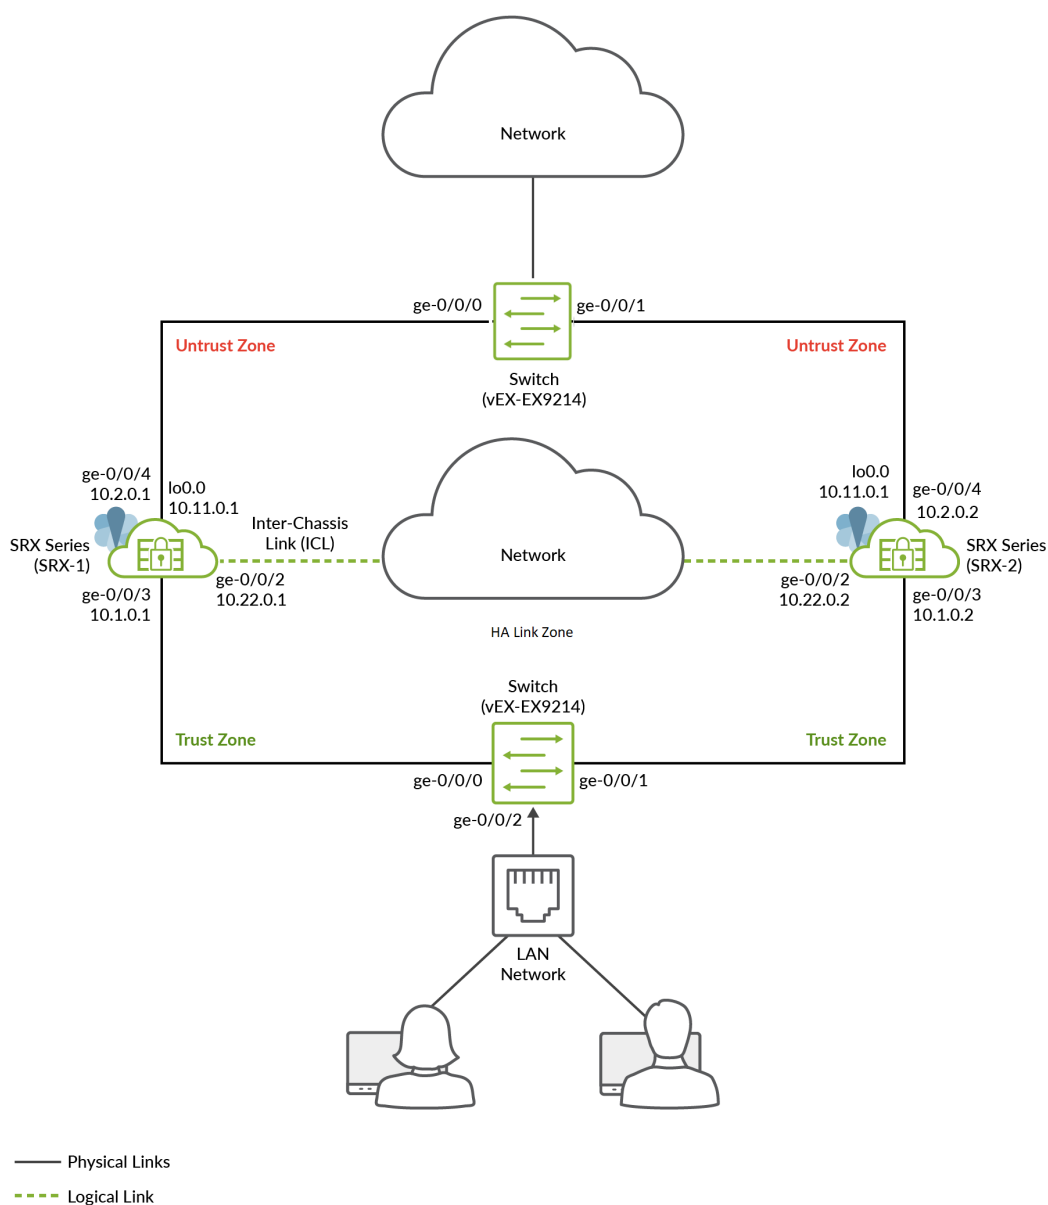 Network
ge-0/0/0
ge-0/0/1
Untrust Zone
Untrust Zone
Switch
(vEX-EX9214)
ge-0/0/4
10.2.0.1
lo0.0
10.11.0.1
lo0.0
10.11.0.1
ge-0/0/4
10.2.0.2
Inter-Chassis
Link (ICL)
SRX Series
(SRX-1)
Network
SRX Series
(SRX-2)
ge-0/0/2
10.22.0.1
ge-0/0/2
10.22.0.2
ge-0/0/3
10.1.0.1
ge-0/0/3
10.1.0.2
HA Link Zone
Switch
(vEX-EX9214)
Trust Zone
Trust Zone
ge-0/0/0
ge-0/0/1
ge-0/0/2
LAN
Network
Physical Links
Logical Link